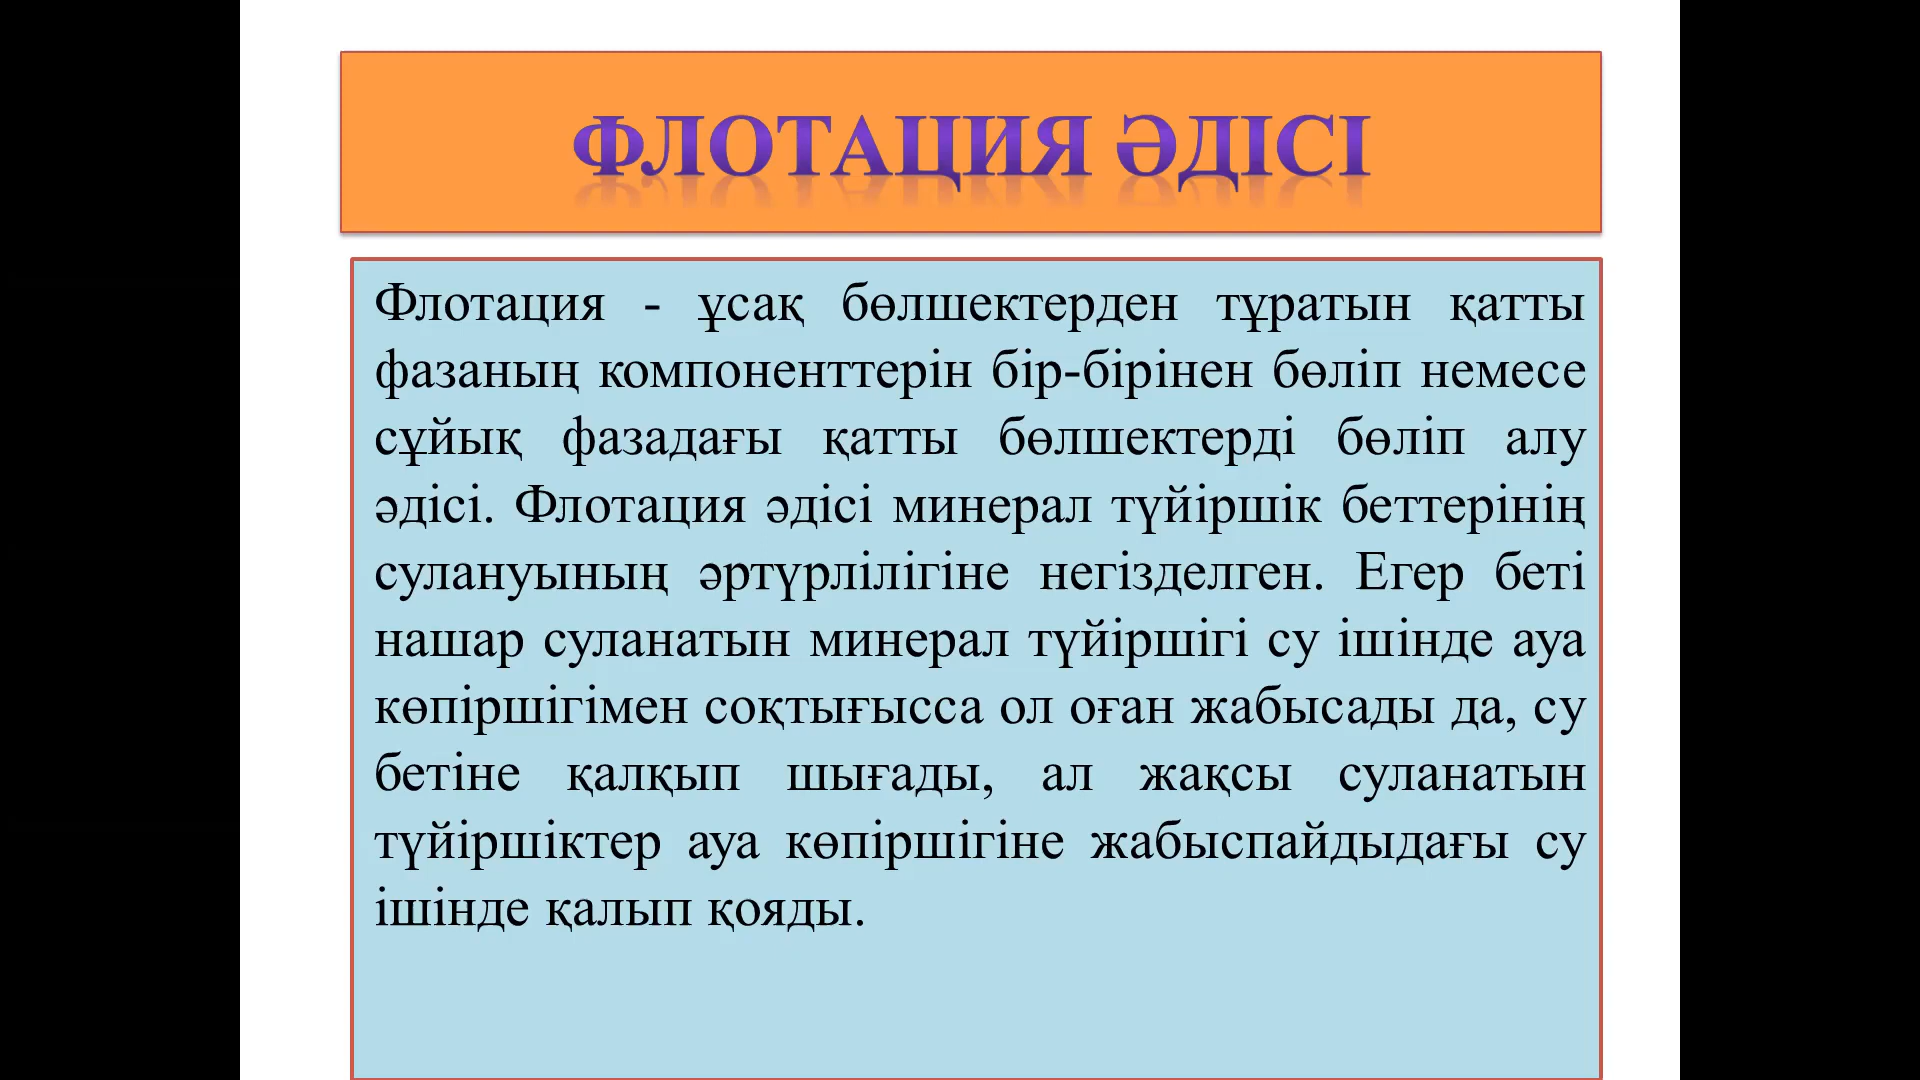 ФЛОТАЦИЯ ӘДІСІ
Флотация - ұсақ бөлшектерден тұратын қатты
фазаның компоненттерін бір-бірінен бөліп немесе
сұйық фазадағы қатты бөлшектерді бөліп алу
әдісі. Флотация әдісі минерал түйіршік беттерінің
сулануының әртүрлілігіне негізделген. Егер беті
нашар суланатын минерал түйіршігі су ішінде ауа
көпіршігімен соқтығысса ол оған жабысады да, су
бетіне қалқып шығады, ал жақсы суланатын
түйіршіктер ауа көпіршігіне жабыспайдыдағы су
ішінде қалып қояды.